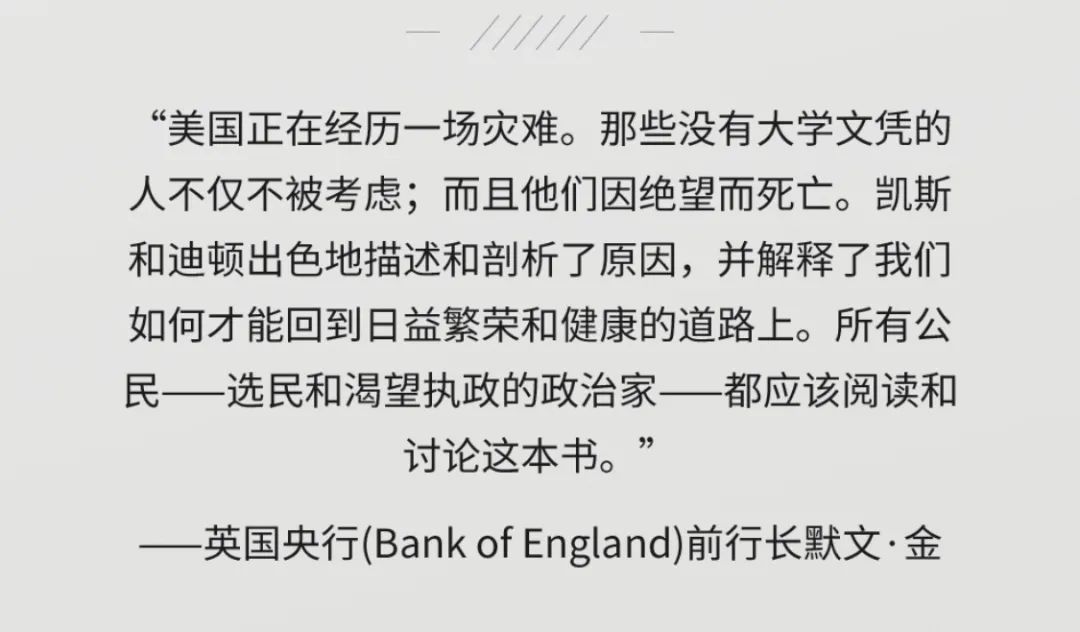 “美国正在经历一场灾难。那些没有大学文凭的
人不仅不被考虑；而且他们因绝望而死亡。凯斯
和迪顿出色地描述和剖析了原因，并解释了我们
如何才能回到日益繁荣和健康的道路上。所有公
民——选民和渴望执政的政治家——都应该阅读和
讨论这本书。”
——英国央行(Bank of England)前行长默文·金